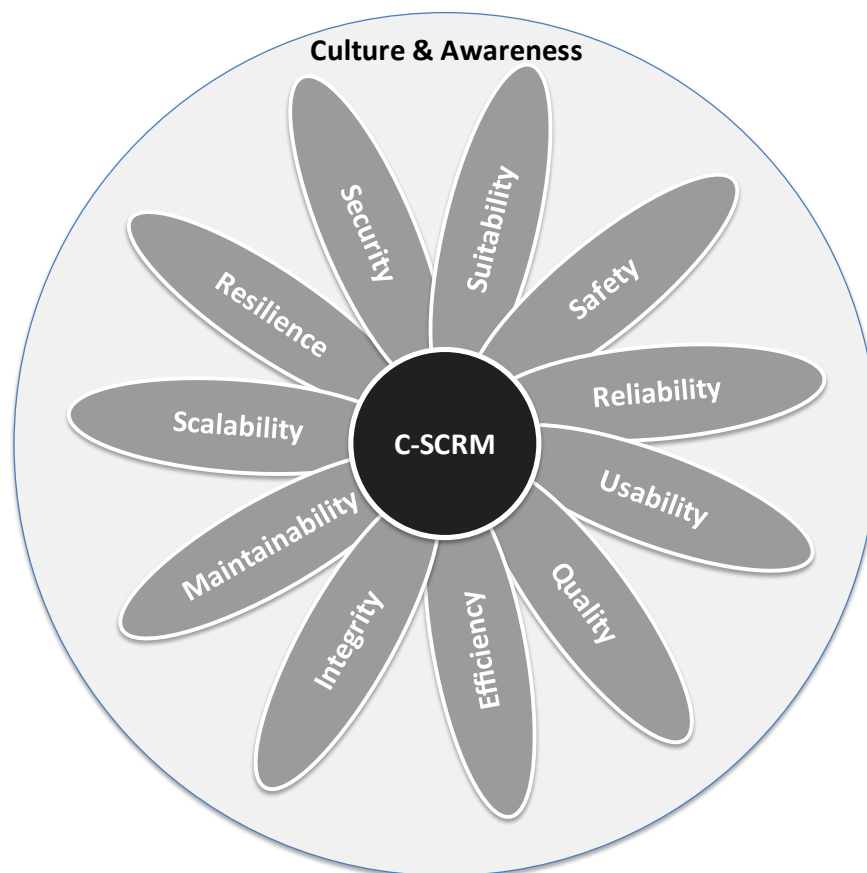 Culture & Awareness
Security
Suitability
Safety
Resilience
Reliability
Scalability
C-SCRM
Usability
Maintainability
Quality
Integrity
Efficiency